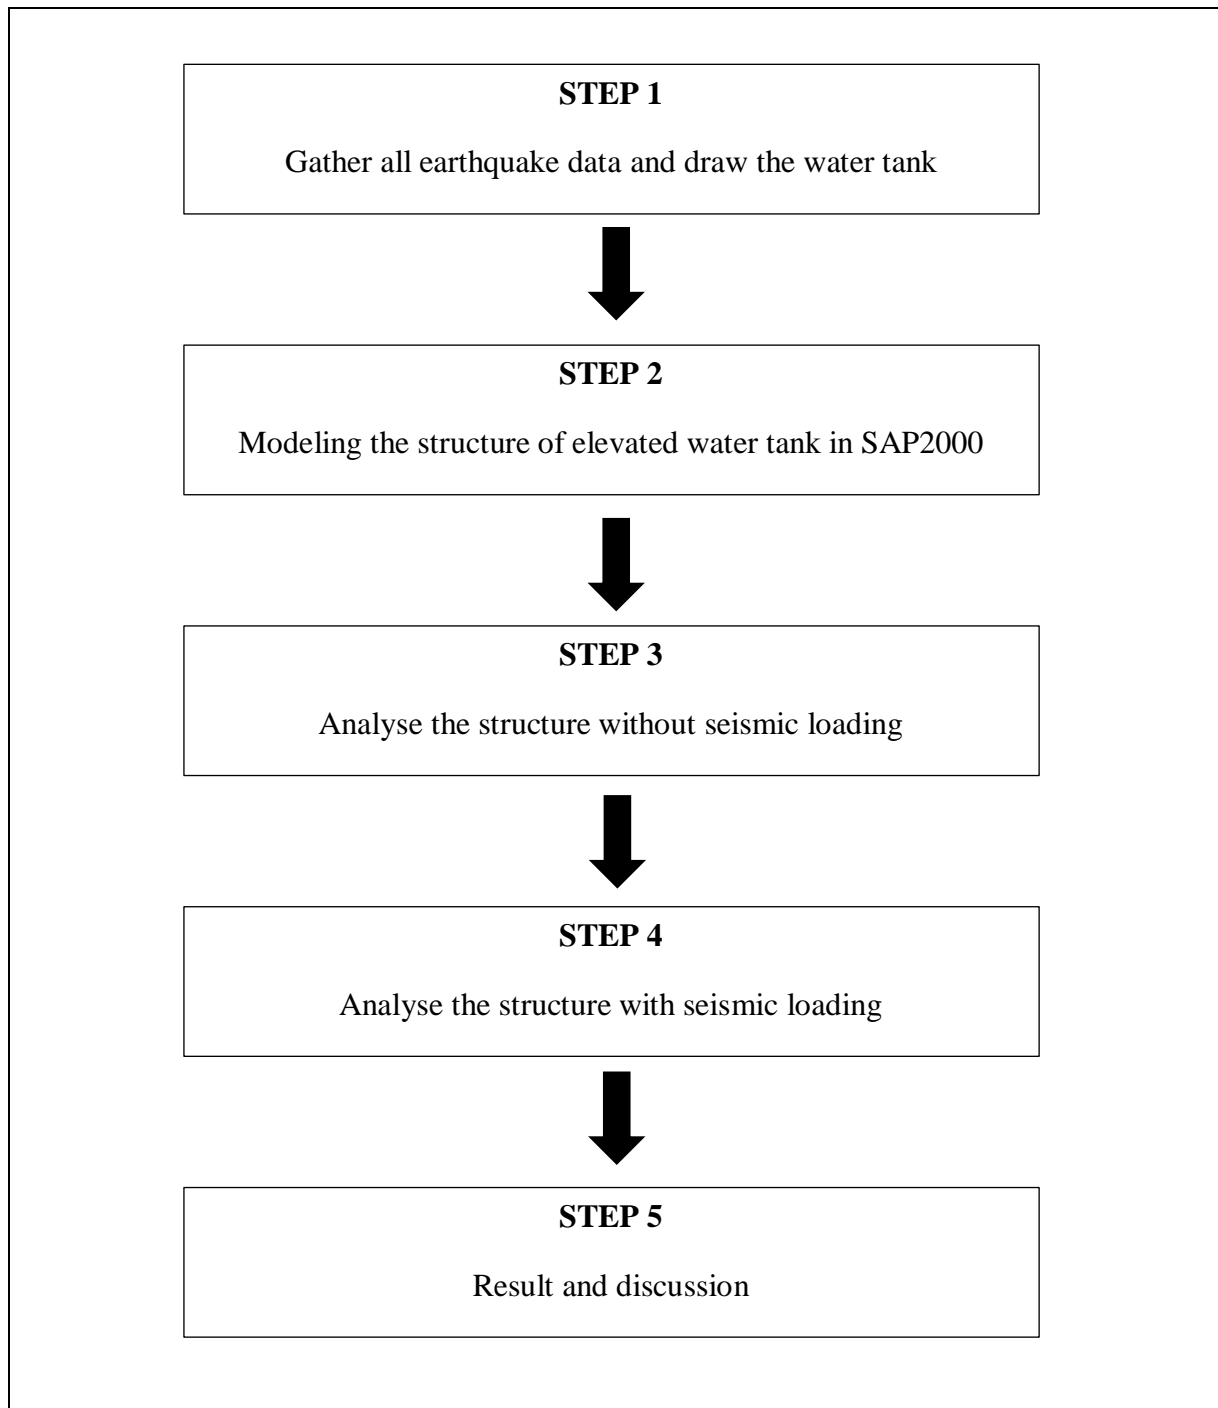 STEP 1
Gather all earthquake data and draw the water tank
STEP 2
Modeling the structure of elevated water tank in SAP2000
STEP 3
Analyse the structure without seismic loading
STEP 4
Analyse the structure with seismic loading
STEP 5
Result and discussion